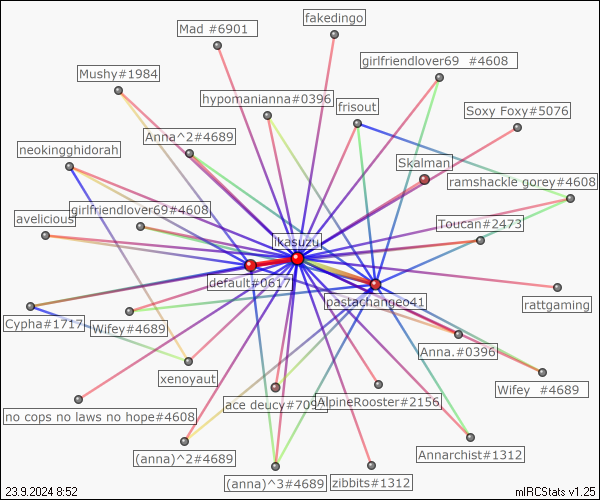 fakedingo
Mad #6901
girlfriendlover69 #4608
Mushy#1984
hypomanianna#0396
frisout
Soxy Foxy#5076
Anna^2#4689
neokingghidorah
Skalman
ramshackle gorey#4608
girlfriendlover69#4608
avelicious
Toucan#2473
ikasuzu
default#0617
pastechangeo41
rattgaming
Cypha#1717
Wifey#4689
Anna.#0396
xenoyaut
Wifey #4689
no cops no laws no hope#4608
ace deucy#709
AlpineRooster#2156
(anna)^2#4689
Annarchist#1312
(anna)^3#4689
zibbits#1312
23.9.2024 8:52
mIRCStats v1.25